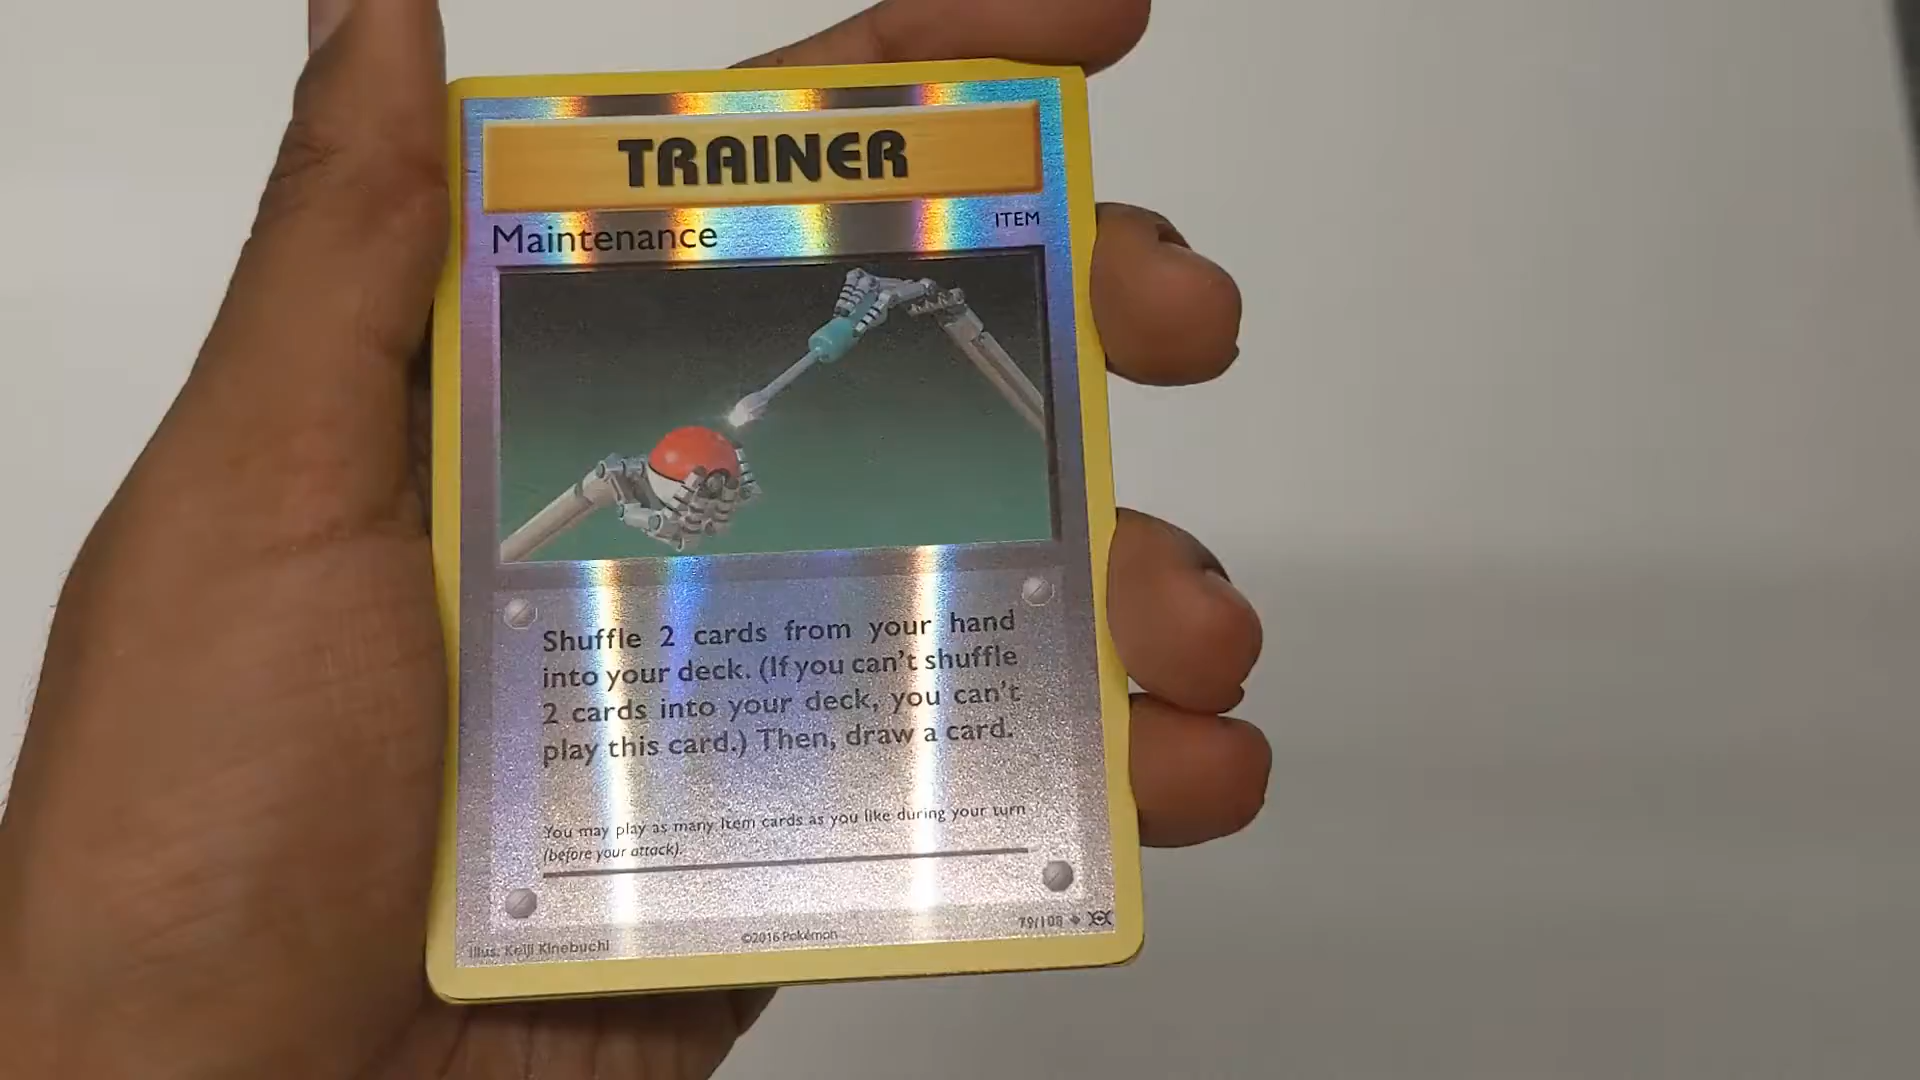 TRAINER
Maintenance
ITEM
Shuffle 2 cards from your hand
into your deck. (If you can't shuffle
2 cards into your deck, you can't
play this card.) Then, draw a card.
You may play as many Item cards as you like during your turn
(before your attack).
79/108
Illus. Keiji Kinebuchi
©2016 Pokémon